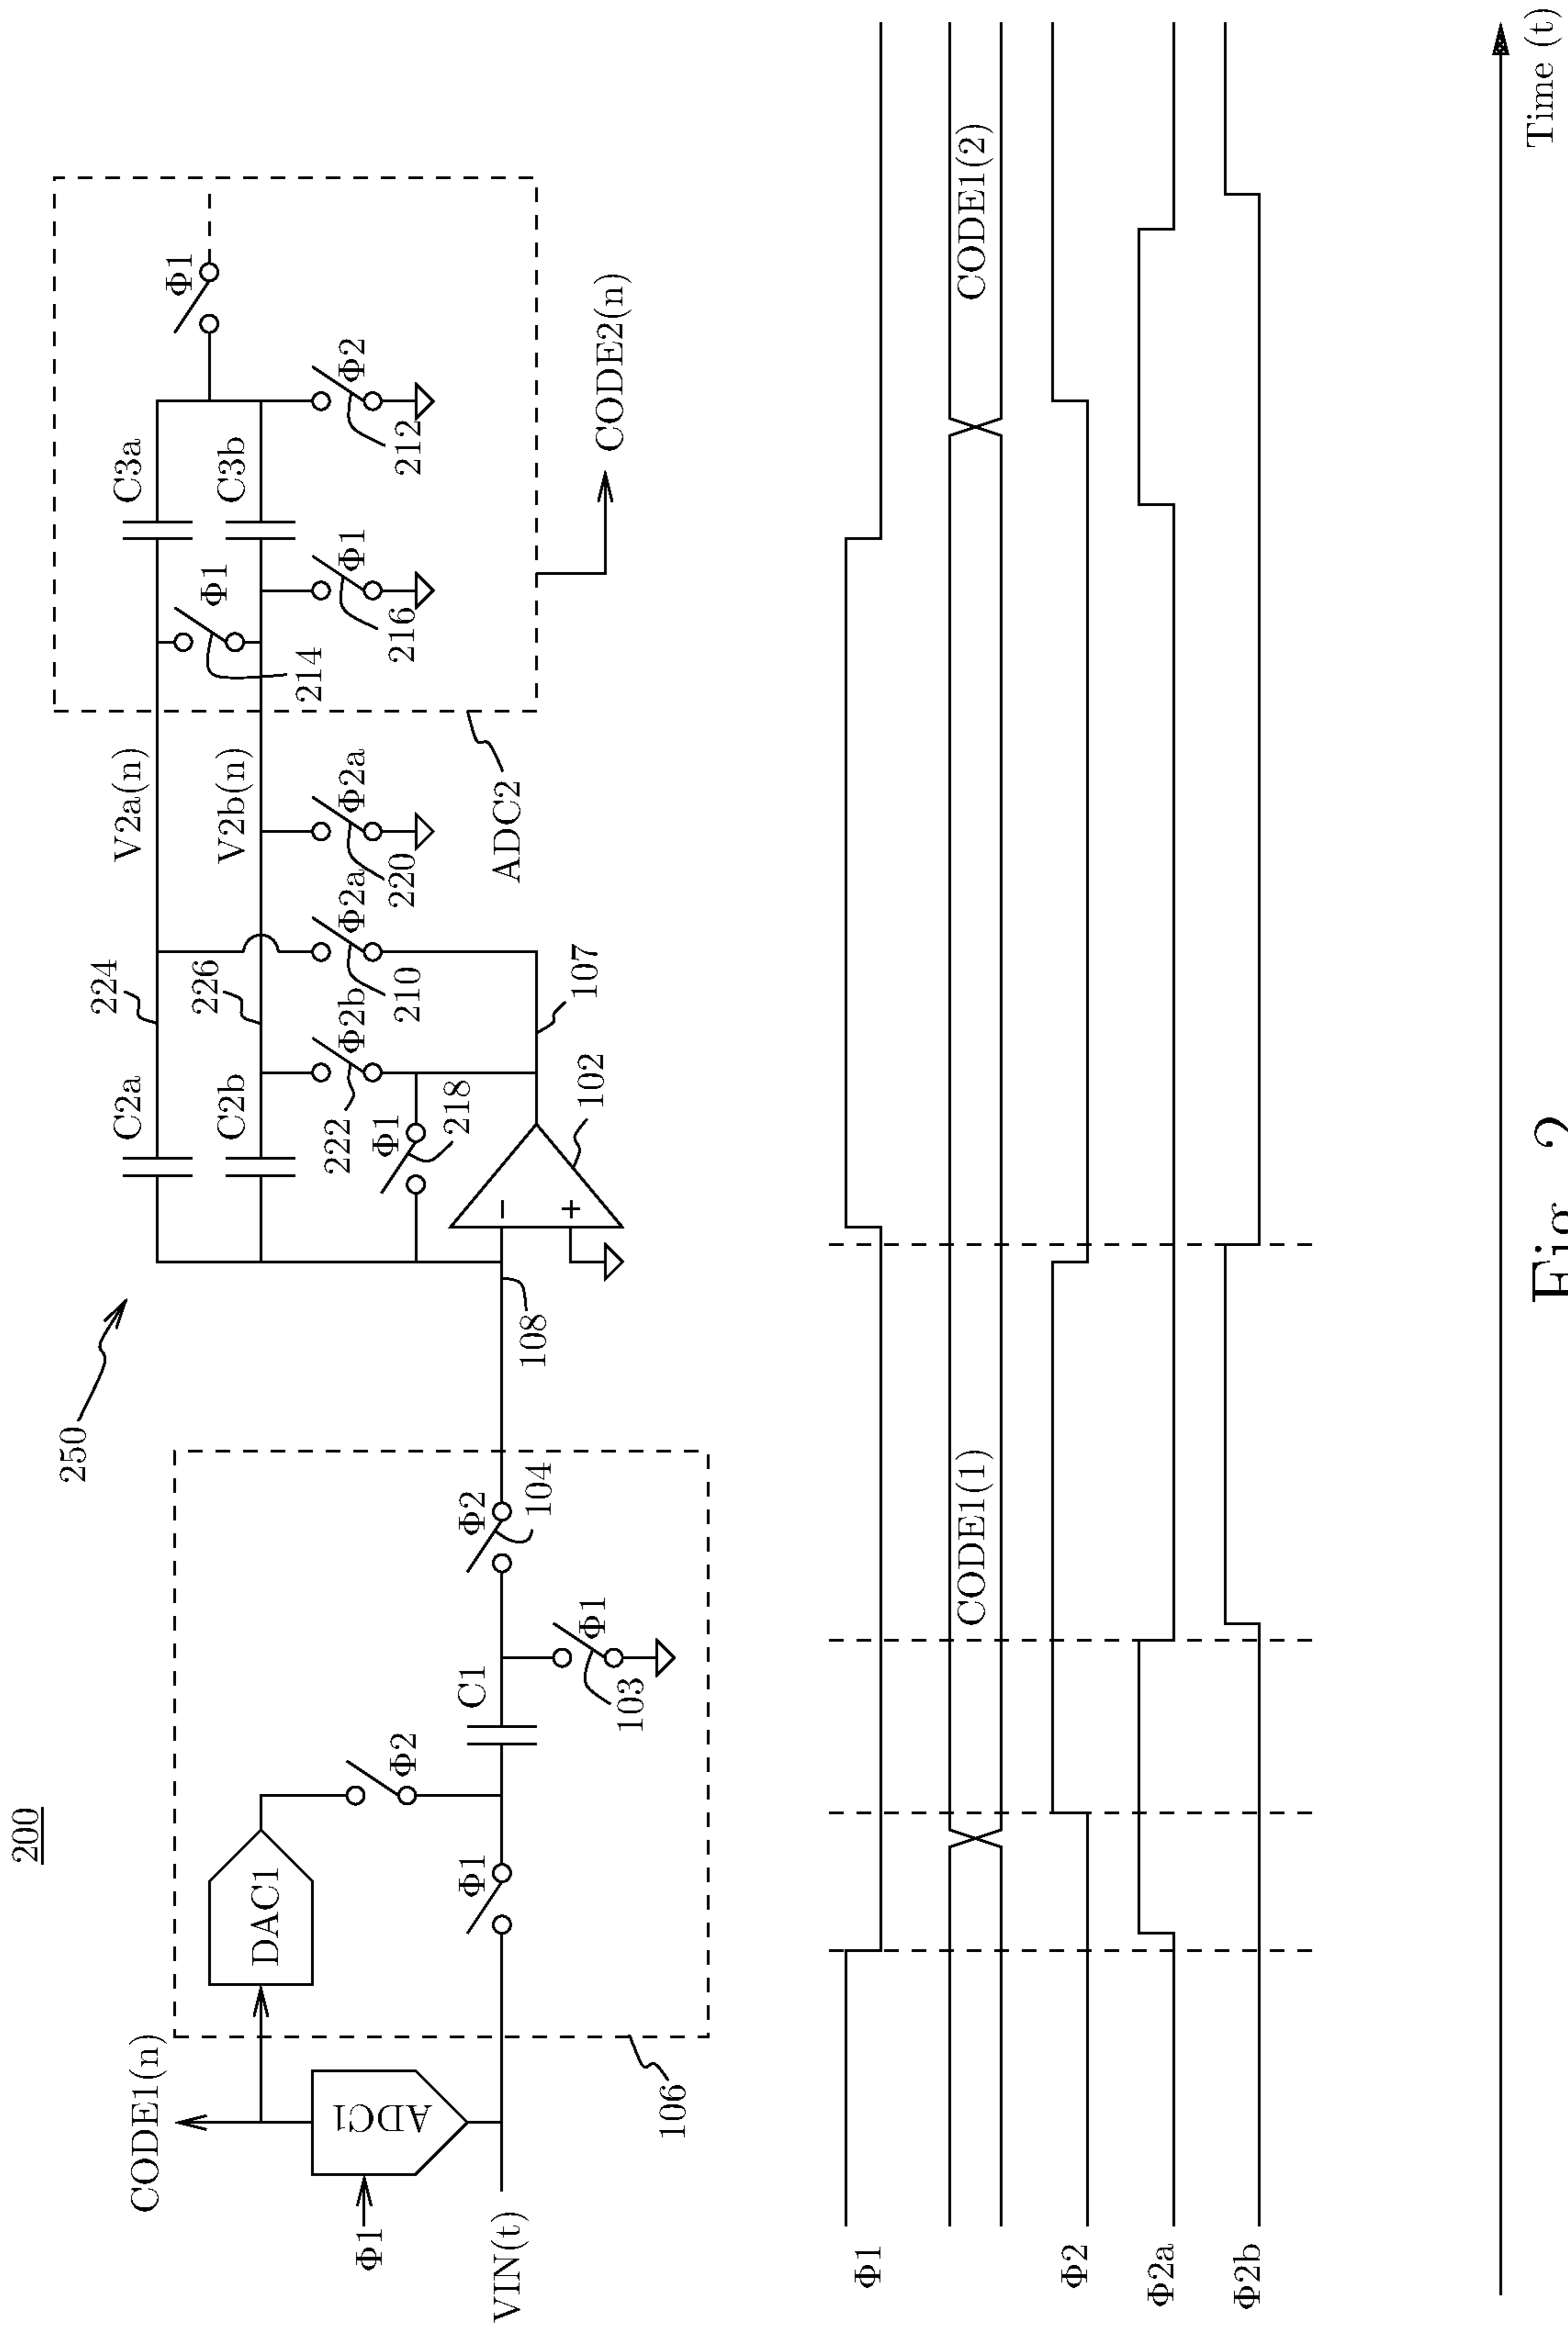 200
CODE1(n)
Φ1
ADC1
VIN(t)
DAC1
Φ2
Φ1
C1
Φ1
103
Φ2
104
106
250
108
C2a
C2b
224
226
V2a(n)
V2b(n)
Φ2b
222
Φ1
218
Φ2a
210
Φ2a
220
−
+
102
107
ADC2
C3a
C3b
Φ1
214
Φ1
216
Φ2
212
Φ1
CODE2(n)
Φ1
CODE1(1)
CODE1(2)
Φ2
Φ2a
Φ2b
Time (t)
Fig. 2